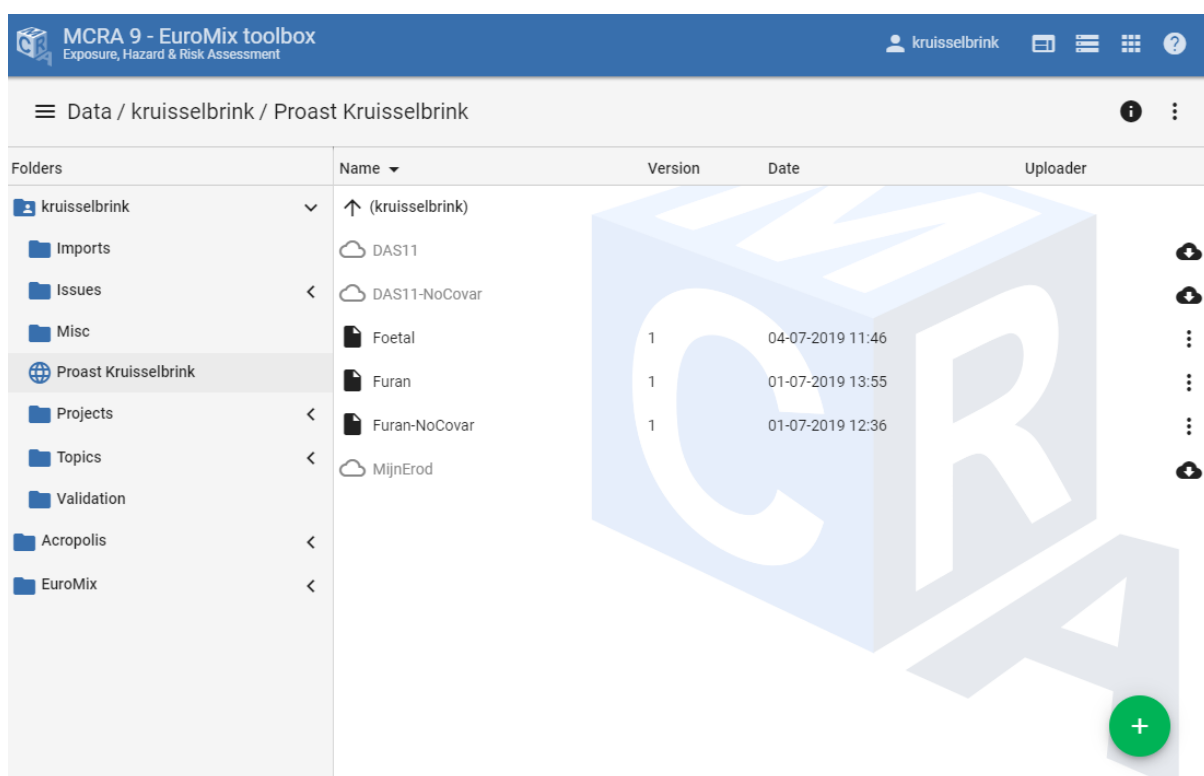 MCRA 9 - EuroMix toolbox
Exposure, Hazard & Risk Assessment
kruisselbrink
Data / kruisselbrink / Proast Kruisselbrink
Folders
Name Version Date Uploader
kruisselbrink
Imports
Issues
Misc
Proast Kruisselbrink
Projects
Topics
Validation
Acropolis
EuroMix
(kruisselbrink)
DAS11
DAS11-NoCovar
Foetal 1 04-07-2019 11:46
Furan 1 01-07-2019 13:55
Furan-NoCovar 1 01-07-2019 12:36
MijnErod
M
C
R
A